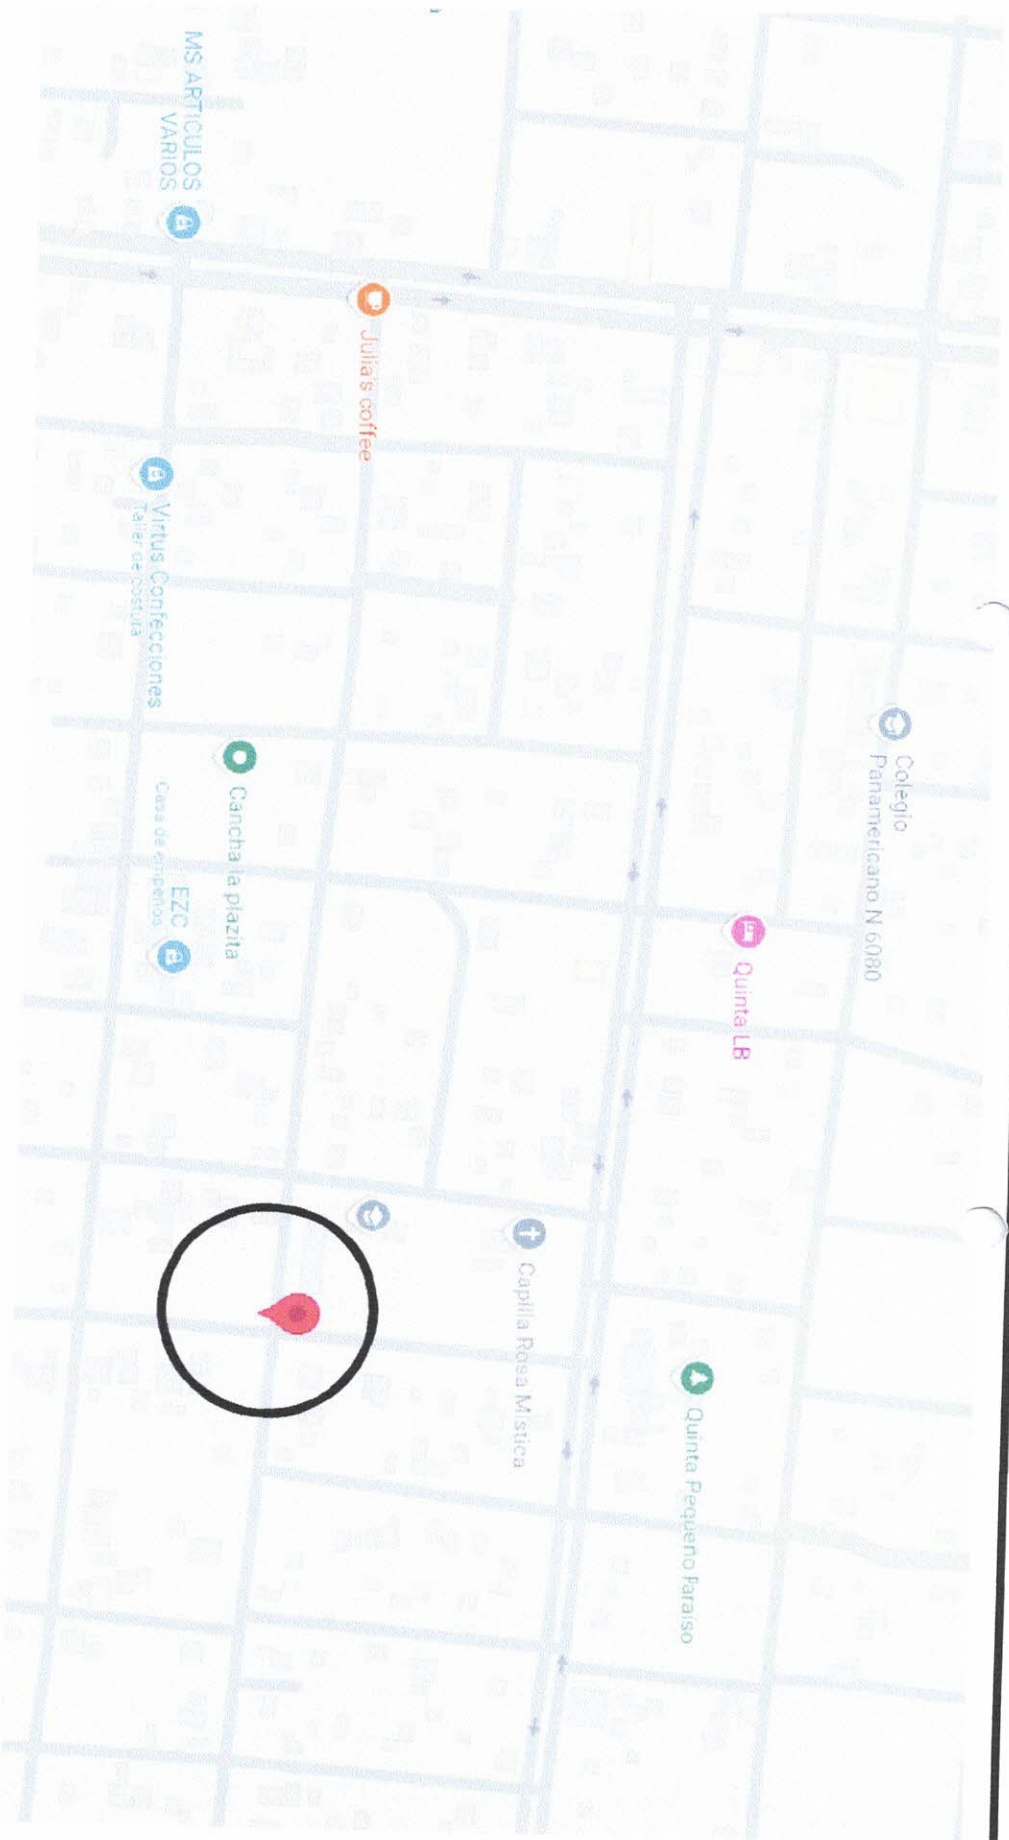 Colegio
Panamericano N 6080
Quinta LB
Quinta Pequeño Paraiso
Capilla Rosa Mistica
Julia's coffee
Cancha la plazita
MS ARTICULOS
VARIOS
Virtus Confecciones
Taller de costura
EZC
Casa de empeños